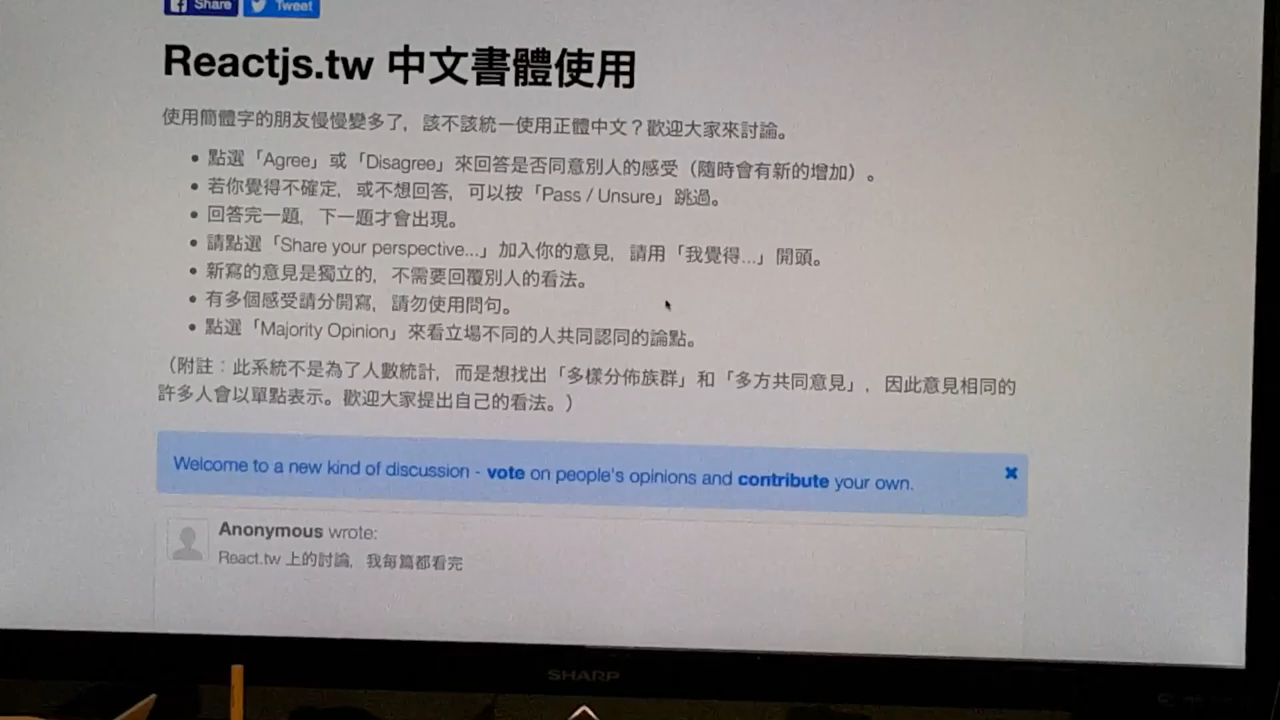 Share Tweet
Reactjs.tw 中文書體使用
使用簡體字的朋友慢慢變多了，該不該統一使用正體中文？歡迎大家來討論。
• 點選「Agree」或「Disagree」來回答是否同意別人的感受（隨時會有新的增加）。
• 若你覺得不確定，或不想回答，可以按「Pass / Unsure」跳過。
• 回答完一題，下一題才會出現。
• 請點選「Share your perspective...」加入你的意見，請用「我覺得...」開頭。
• 新寫的意見是獨立的，不需要回覆別人的看法。
• 有多個感受請分開寫，請勿使用問句。
• 點選「Majority Opinion」來看立場不同的人共同認同的論點。
（附註：此系統不是為了人數統計，而是想找出「多樣分佈族群」和「多方共同意見」，因此意見相同的
許多人會以單點表示。歡迎大家提出自己的看法。）
Welcome to a new kind of discussion - vote on people's opinions and contribute your own.
Anonymous wrote:
React.tw 上的討論，我每篇都看完
SHARP